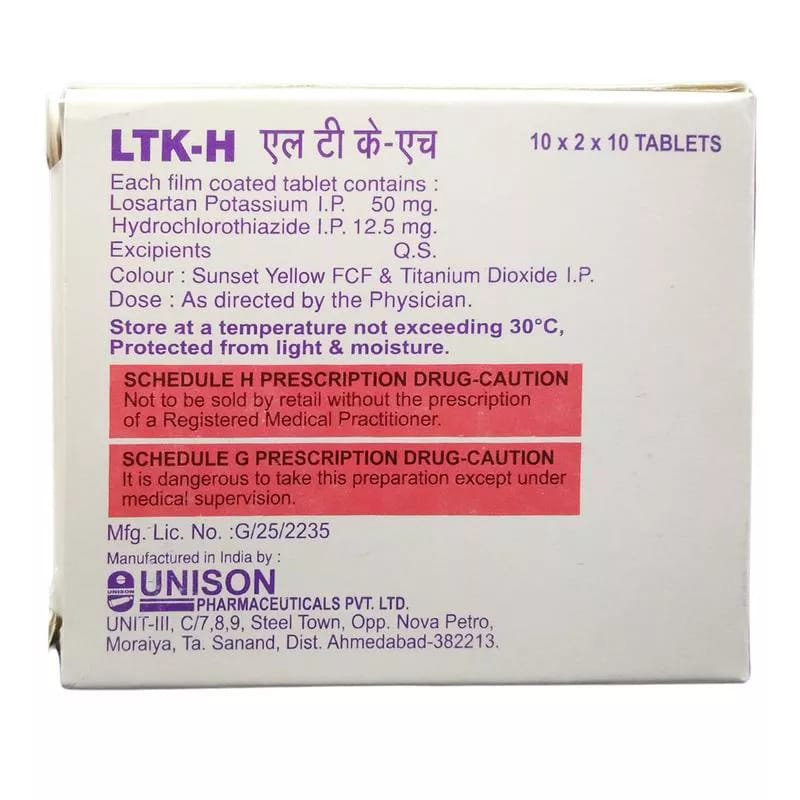 LTK-H एल टी के-एच 10 x 2 x 10 TABLETS
Each film coated tablet contains :
Losartan Potassium I.P. 50 mg.
Hydrochlorothiazide I.P. 12.5 mg.
Excipients Q.S.
Colour : Sunset Yellow FCF & Titanium Dioxide I.P.
Dose : As directed by the Physician.
Store at a temperature not exceeding 30°C,
Protected from light & moisture.
SCHEDULE H PRESCRIPTION DRUG-CAUTION
Not to be sold by retail without the prescription
of a Registered Medical Practitioner.
SCHEDULE G PRESCRIPTION DRUG-CAUTION
It is dangerous to take this preparation except under
medical supervision.
Mfg. Lic. No. :G/25/2235
Manufactured in India by :
UNISON
UNISON
PHARMACEUTICALS PVT. LTD.
UNIT-III, C/7,8,9, Steel Town, Opp. Nova Petro,
Moraiya, Ta. Sanand, Dist. Ahmedabad-382213.